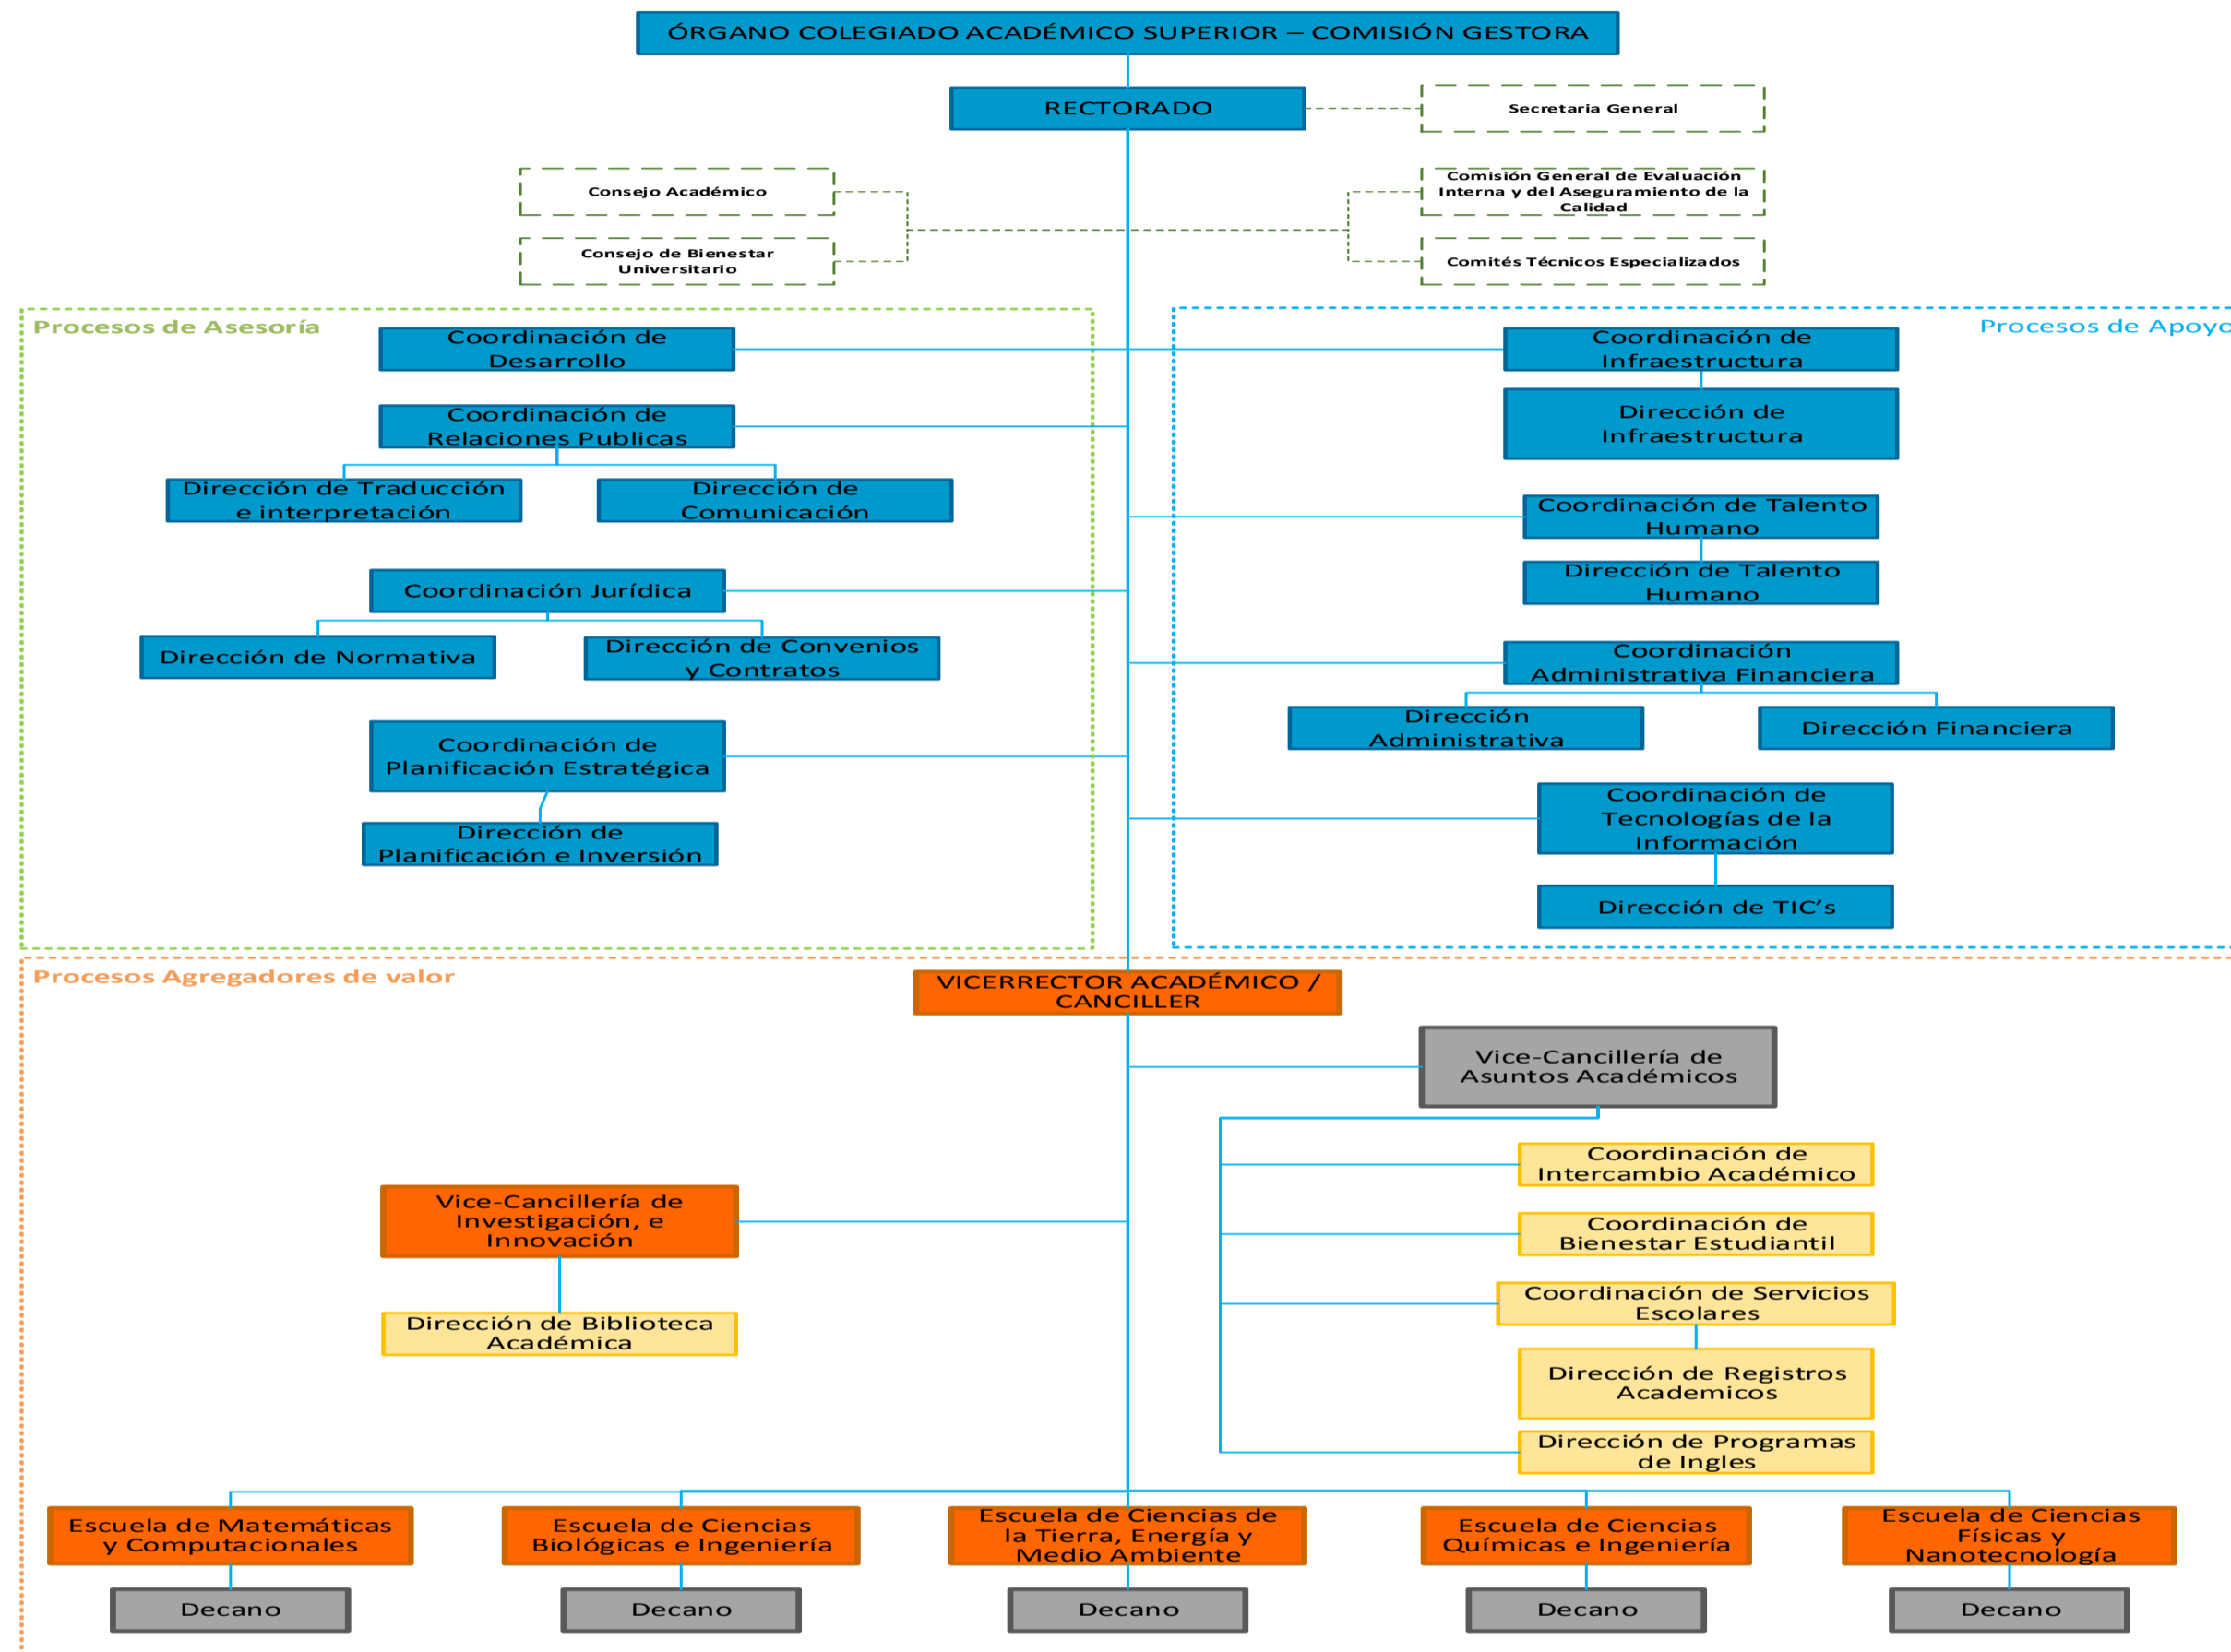 ÓRGANO COLEGIADO ACADÉMICO SUPERIOR – COMISIÓN GESTORA
RECTORADO
Secretaria General
Consejo Académico
Comisión General de Evaluación
Interna y del Aseguramiento de la
Calidad
Consejo de Bienestar
Universitario
Comités Técnicos Especializados
Procesos de Asesoría
Coordinación de
Desarrollo
Coordinación de
Relaciones Publicas
Dirección de Traducción
e interpretación
Dirección de
Comunicación
Coordinación Jurídica
Dirección de Normativa
Dirección de Convenios
y Contratos
Coordinación de
Planificación Estratégica
Dirección de
Planificación e Inversión
Procesos de Apoyo
Coordinación de
Infraestructura
Dirección de
Infraestructura
Coordinación de Talento
Humano
Dirección de Talento
Humano
Coordinación
Administrativa Financiera
Dirección
Administrativa
Dirección Financiera
Coordinación de
Tecnologías de la
Información
Dirección de TIC’s
Procesos Agregadores de valor
VICERRECTOR ACADÉMICO /
CANCILLER
Vice-Cancillería de
Asuntos Académicos
Coordinación de
Intercambio Académico
Coordinación de
Bienestar Estudiantil
Coordinación de Servicios
Escolares
Dirección de Registros
Academicos
Dirección de Programas
de Ingles
Vice-Cancillería de
Investigación, e
Innovación
Dirección de Biblioteca
Académica
Escuela de Matemáticas
y Computacionales
Escuela de Ciencias
Biológicas e Ingeniería
Escuela de Ciencias de
la Tierra, Energía y
Medio Ambiente
Escuela de Ciencias
Químicas e Ingeniería
Escuela de Ciencias
Físicas y
Nanotecnología
Decano
Decano
Decano
Decano
Decano